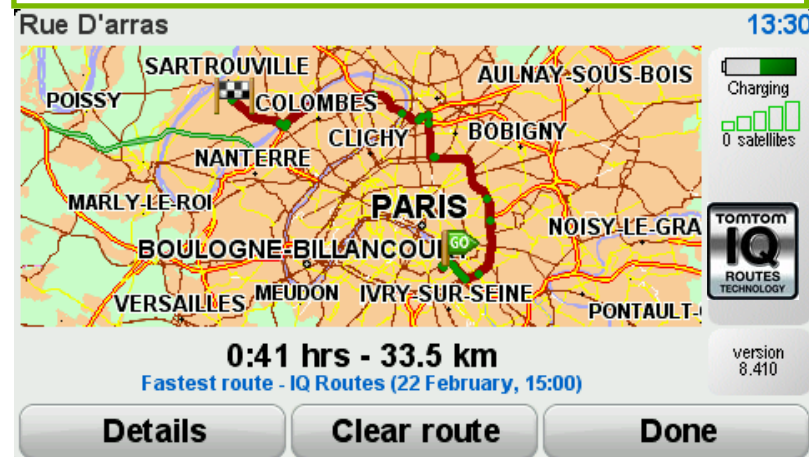 Rue D'arras
13:30
SARTROUVILLE
AULNAY-SOUS-BOIS
POISSY
COLOMBES
CLICHY
BOBIGNY
NANTERRE
MARLY-LE-ROI
PARIS
NOISY-LE-GRA
BOULOGNE-BILLANCOU
GO
VERSAILLES
MEUDON
IVRY-SUR-SEINE
PONTAULT-
Charging
0 satellites
TOMTOM
IQ
ROUTES
TECHNOLOGY
version
8.410
0:41 hrs - 33.5 km
Fastest route - IQ Routes (22 February, 15:00)
Details
Clear route
Done